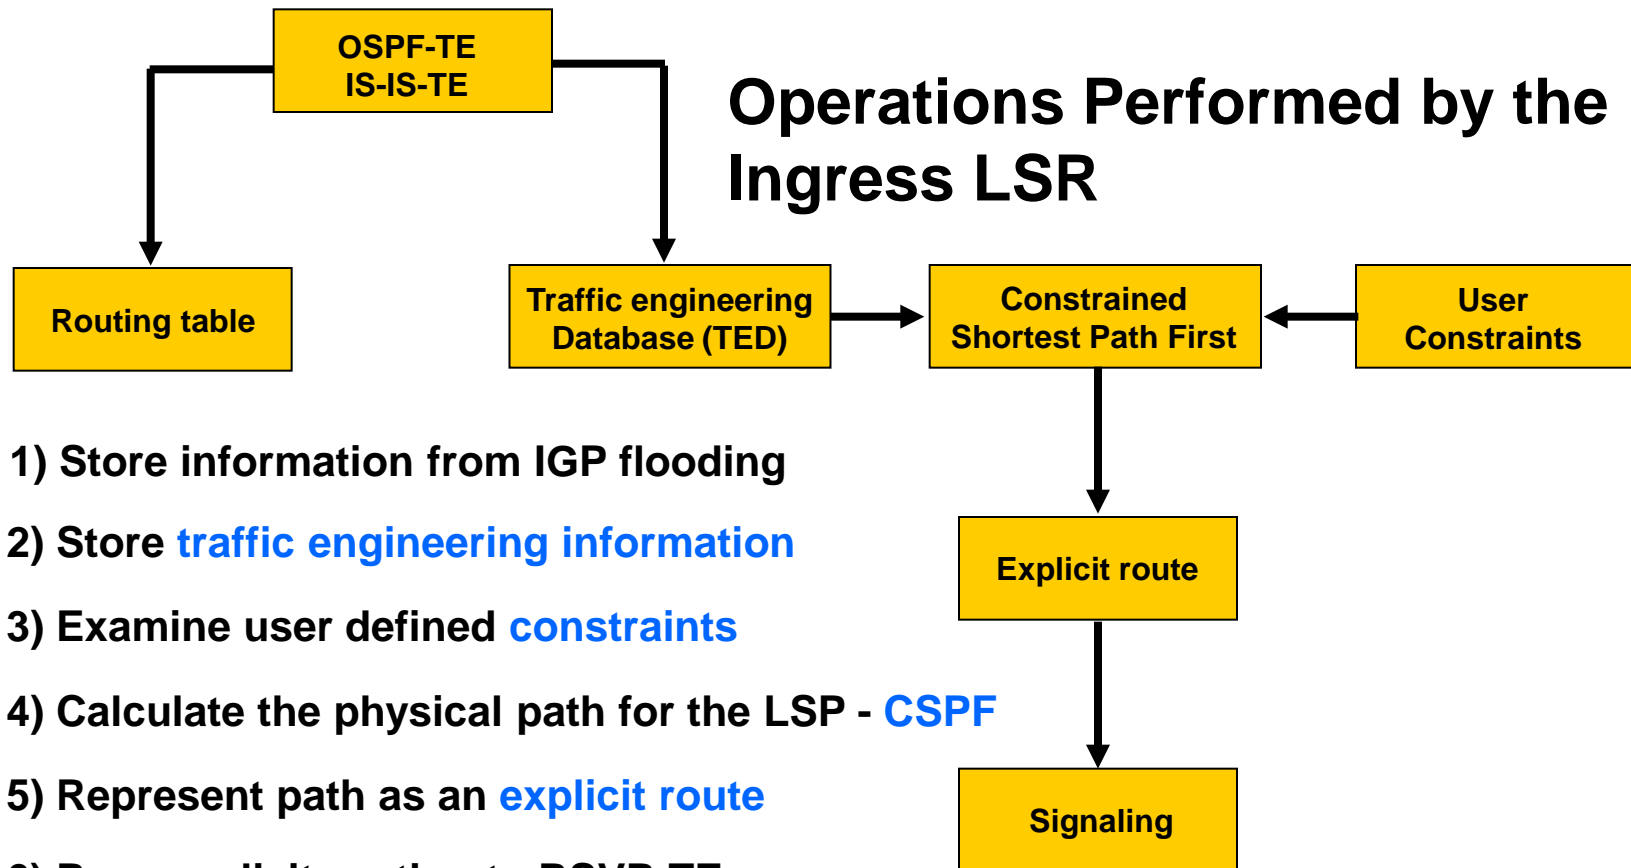 OSPF-TE
IS-IS-TE
Operations Performed by the
Ingress LSR
Routing table
Traffic engineering
Database (TED)
Constrained
Shortest Path First
User
Constraints
1) Store information from IGP flooding
2) Store traffic engineering information
3) Examine user defined constraints
4) Calculate the physical path for the LSP - CSPF
5) Represent path as an explicit route
Explicit route
Signaling